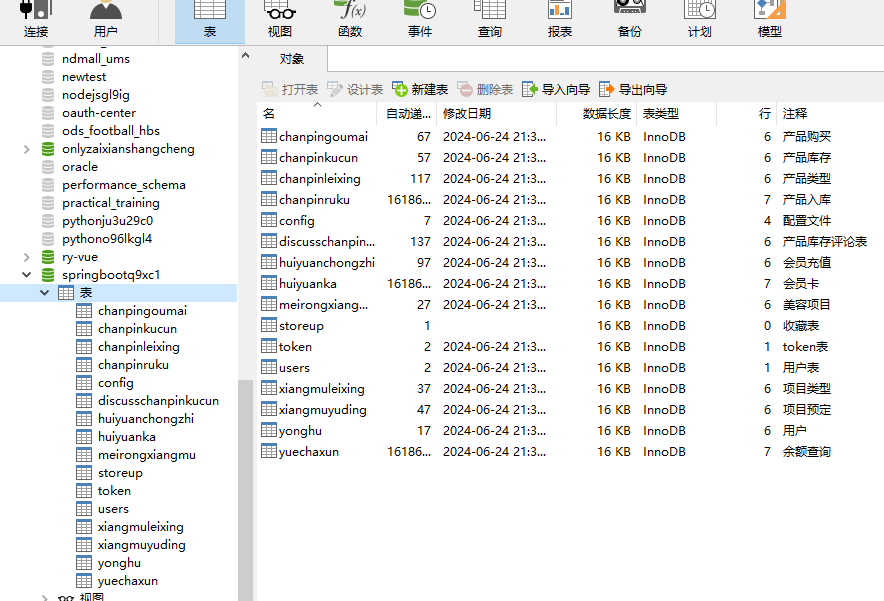 连接 用户 表 视图 函数 事件 查询 报表 备份 计划 模型
ndmall_ums
newtest
nodejsgl9ig
oauth-center
ods_football_hbs
onlyzaixianshangcheng
oracle
performance_schema
practical_training
pythonju3u29c0
pythono96lkgl4
ry-vue
springbootq9xc1
表
chanpingoumai
chanpinkucun
chanpinleixing
chanpinruku
config
discusschanpinkucun
huiyuanchongzhi
huiyuanka
meirongxiangmu
storeup
token
users
xiangmuleixing
xiangmuyuding
yonghu
yuechaxun
视图
对象
打开表 设计表 新建表 删除表 导入向导 导出向导
名 自动递... 修改日期 数据长度 表类型 行 注释
chanpingoumai 67 2024-06-24 21:3... 16 KB InnoDB 6 产品购买
chanpinkucun 57 2024-06-24 21:3... 16 KB InnoDB 6 产品库存
chanpinleixing 117 2024-06-24 21:3... 16 KB InnoDB 6 产品类型
chanpinruku 16186... 2024-06-24 21:3... 16 KB InnoDB 7 产品入库
config 7 2024-06-24 21:3... 16 KB InnoDB 4 配置文件
discusschanpin... 137 2024-06-24 21:3... 16 KB InnoDB 6 产品库存评论表
huiyuanchongzhi 97 2024-06-24 21:3... 16 KB InnoDB 6 会员充值
huiyuanka 16186... 2024-06-24 21:3... 16 KB InnoDB 7 会员卡
meirongxiang... 27 2024-06-24 21:3... 16 KB InnoDB 6 美容项目
storeup 1 16 KB InnoDB 0 收藏表
token 2 2024-06-24 21:3... 16 KB InnoDB 1 token表
users 2 2024-06-24 21:3... 16 KB InnoDB 1 用户表
xiangmuleixing 37 2024-06-24 21:3... 16 KB InnoDB 6 项目类型
xiangmuyuding 47 2024-06-24 21:3... 16 KB InnoDB 6 项目预定
yonghu 17 2024-06-24 21:3... 16 KB InnoDB 6 用户
yuechaxun 16186... 2024-06-24 21:3... 16 KB InnoDB 7 余额查询